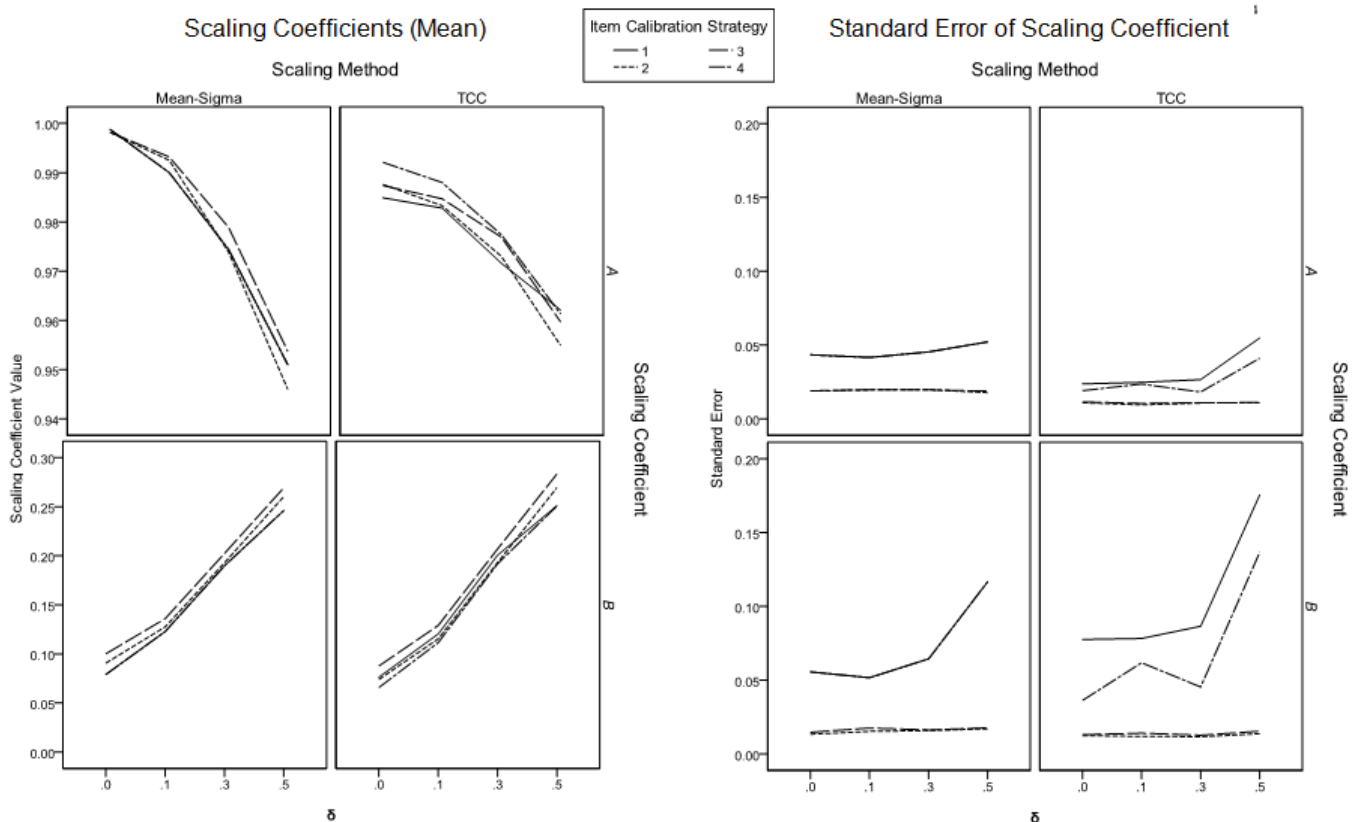 Scaling Coefficients (Mean)
Scaling Method
Mean-Sigma TCC
1.00
0.99
0.98
0.97
0.96
0.95
0.94
A
0.30
0.25
0.20
0.15
0.10
0.05
0.00
B
Scaling Coefficient Value
Scaling Coefficient
.0 .1 .3 .5 .0 .1 .3 .5
δ
Item Calibration Strategy
1 3
2 4
Standard Error of Scaling Coefficient
Scaling Method
Mean-Sigma TCC
0.20
0.15
0.10
0.05
0.00
A
0.20
0.15
0.10
0.05
0.00
B
Standard Error
Scaling Coefficient
.0 .1 .3 .5 .0 .1 .3 .5
δ